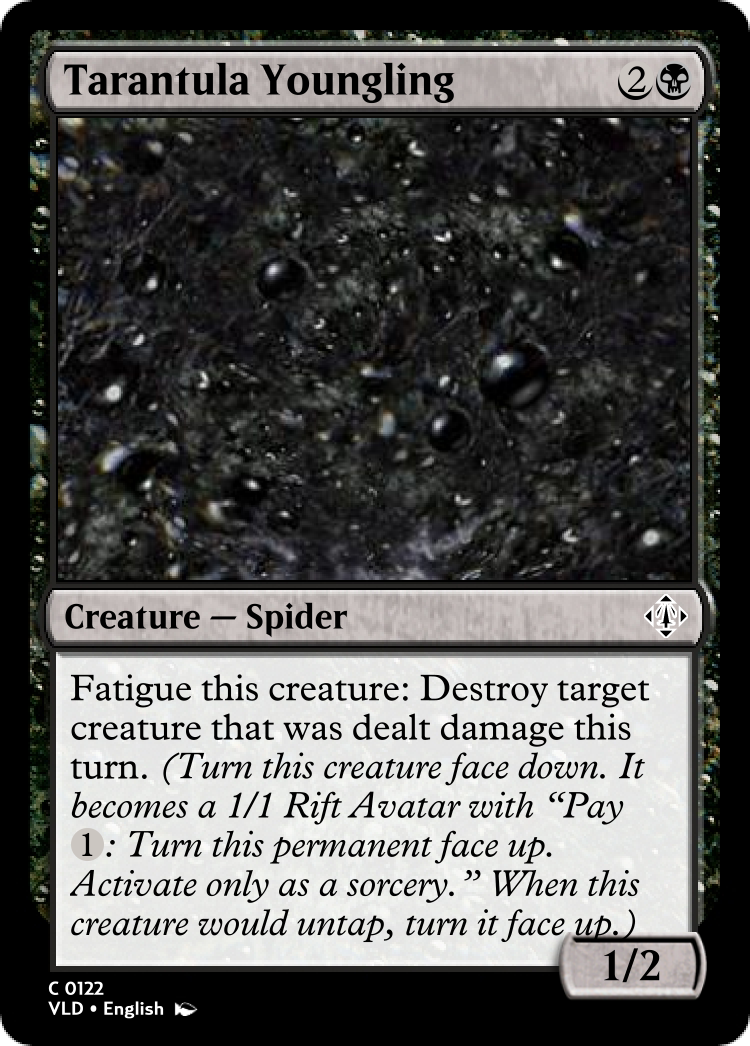 Tarantula Youngling
2
Creature — Spider
Fatigue this creature: Destroy target
creature that was dealt damage this
turn. (Turn this creature face down. It
becomes a 1/1 Rift Avatar with “Pay
1: Turn this permanent face up.
Activate only as a sorcery.” When this
creature would untap, turn it face up.)
1/2
C 0122
VLD • English